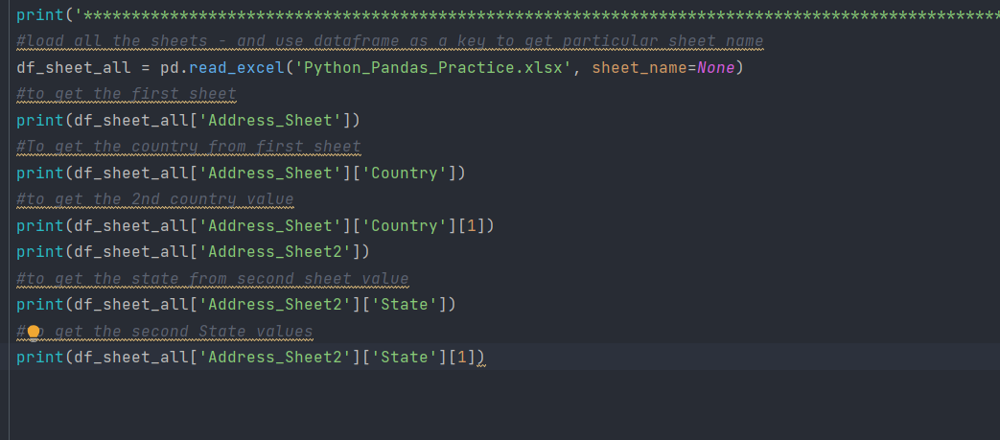 print('************************************************************************************************
#load all the sheets - and use dataframe as a key to get particular sheet name
df_sheet_all = pd.read_excel('Python_Pandas_Practice.xlsx', sheet_name=None)
#to get the first sheet
print(df_sheet_all['Address_Sheet'])
#To get the country from first sheet
print(df_sheet_all['Address_Sheet']['Country'])
#to get the 2nd country value
print(df_sheet_all['Address_Sheet']['Country'][1])
print(df_sheet_all['Address_Sheet2'])
#to get the state from second sheet value
print(df_sheet_all['Address_Sheet2']['State'])
#to get the second State values
print(df_sheet_all['Address_Sheet2']['State'][1])